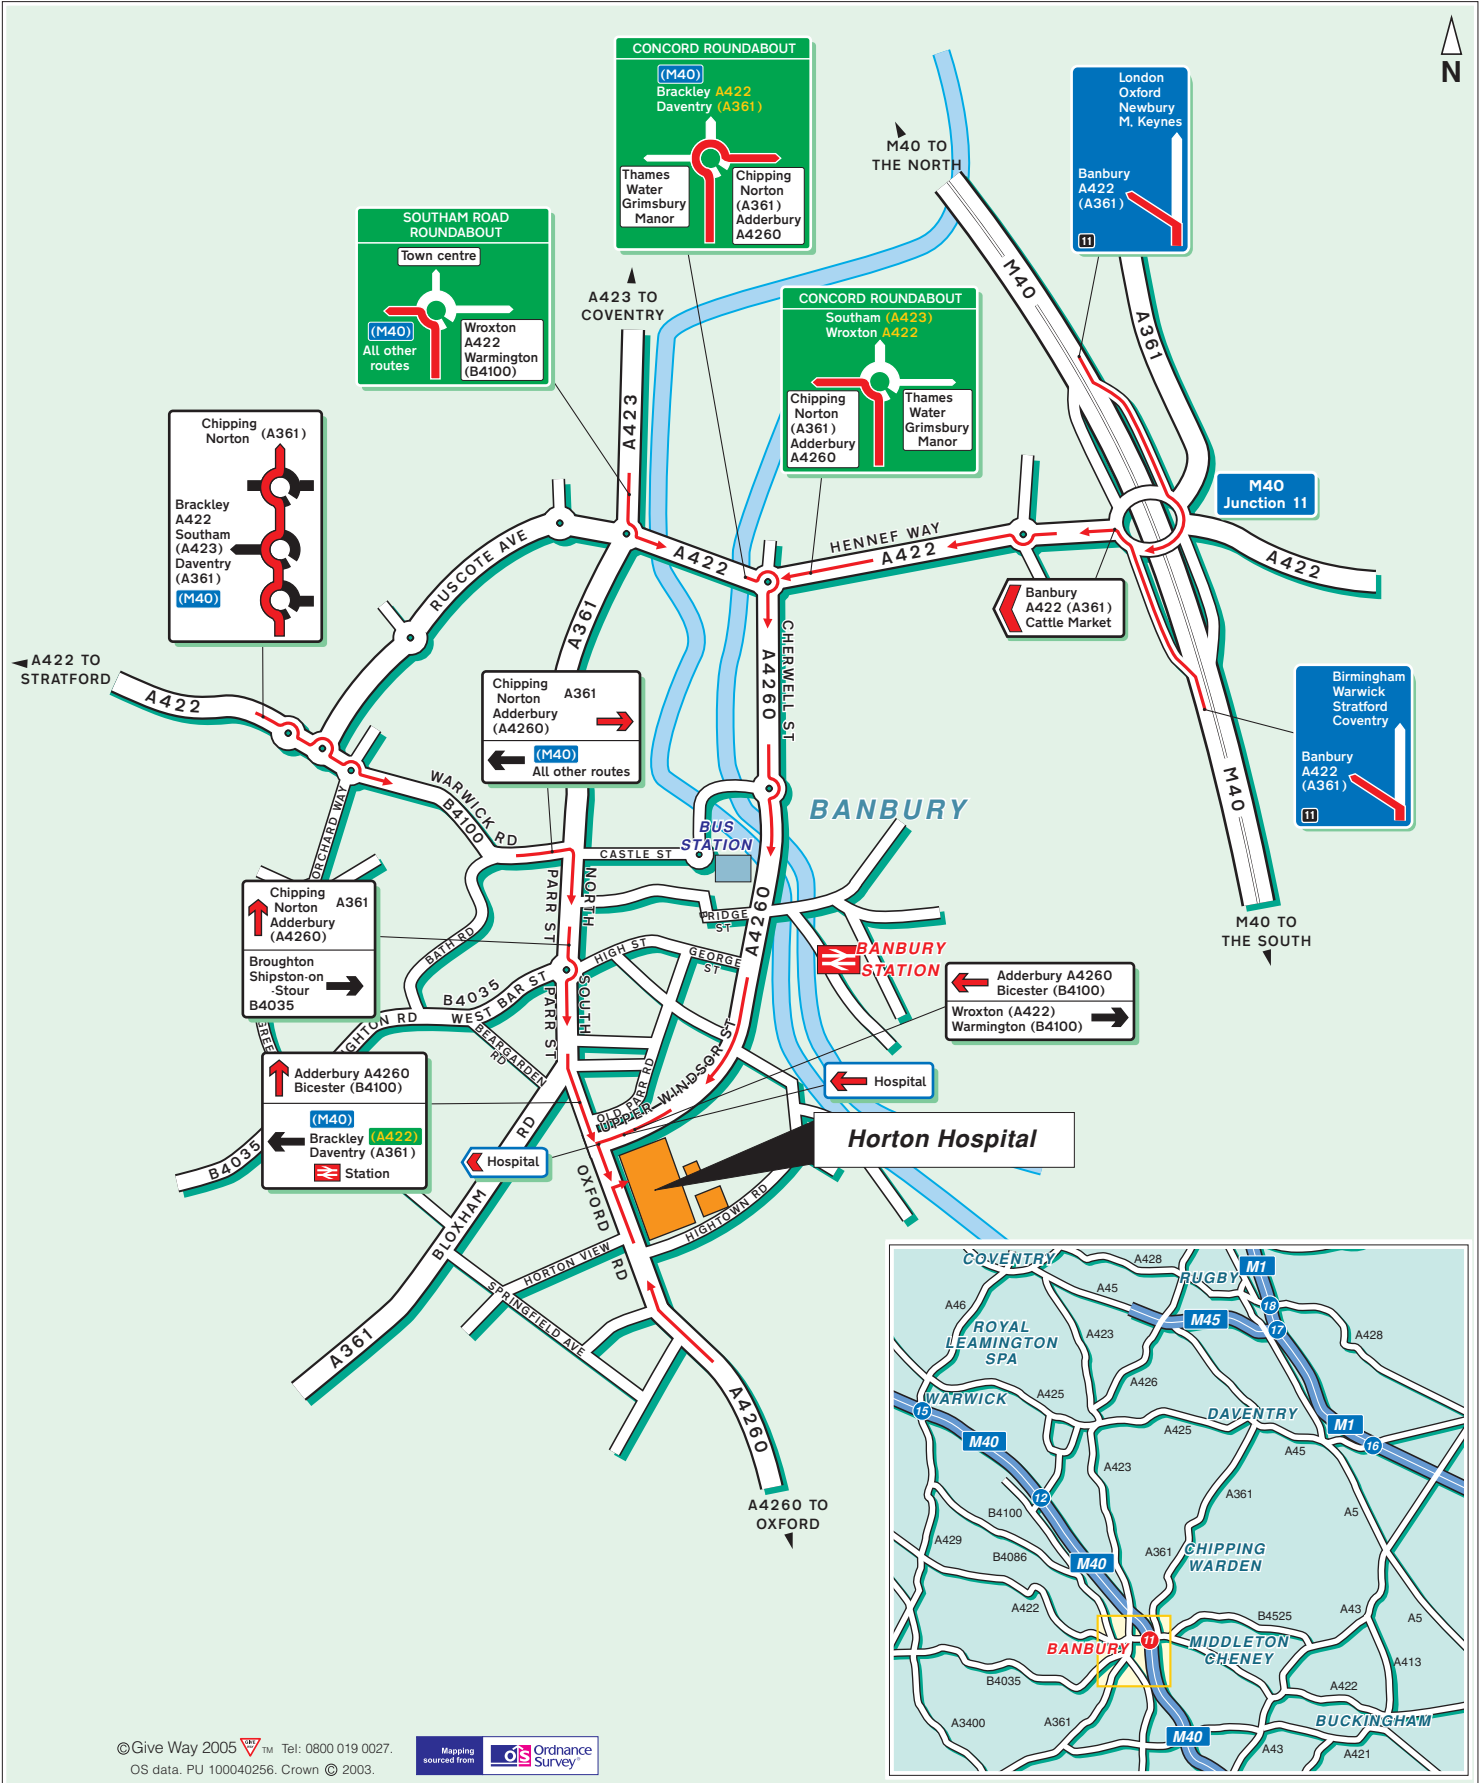 N
CONCORD ROUNDABOUT
(M40)
Brackley A422
Daventry (A361)
Thames
Water
Grimsbury
Manor
Chipping
Norton
(A361)
Adderbury
A4260
London
Oxford
Newbury
M. Keynes
Banbury
A422
(A361)
11
M40 TO
THE NORTH
SOUTHAM ROAD
ROUNDABOUT
Town centre
(M40)
All other
routes
Wroxton
A422
Warmington
(B4100)
A423 TO
COVENTRY
CONCORD ROUNDABOUT
Southam (A423)
Wroxton A422
Chipping
Norton
(A361)
Adderbury
A4260
Thames
Water
Grimsbury
Manor
M40
A361
A423
Chipping
Norton (A361)
Brackley
A422
Southam
(A423)
Daventry
(A361)
(M40)
M40
Junction 11
RUSCOTE AVE
A422
HENNEF WAY
A422
A422
Banbury
A422 (A361)
Cattle Market
A361
CHERWELL ST
A4260
A422 TO
STRATFORD
A422
Chipping
Norton
Adderbury
(A4260)
A361
(M40)
All other routes
Birmingham
Warwick
Stratford
Coventry
Banbury
A422
(A361)
11
M40
WARWICK RD
B4100
ORCHARD WAY
BANBURY
BUS
STATION
CASTLE ST
NORTH
PARR ST
RIDGE
ST
A4260
M40 TO
THE SOUTH
Chipping
Norton
Adderbury
(A4260)
A361
Broughton
Shipston-on
-Stour
B4035
BATH RD
HIGH ST
GEORGE
ST
BANBURY
STATION
Adderbury A4260
Bicester (B4100)
Wroxton (A422)
Warmington (B4100)
B4035
WEST BAR ST
SOUTH
PARR ST
GREE
IGHTON RD
BEARGARDEN
RD
OLD PARR RD
UPPER WINDSOR ST
Hospital
Adderbury A4260
Bicester (B4100)
(M40)
Brackley (A422)
Daventry (A361)
Station
B4035
RD
BLOXHAM
Hospital
Horton Hospital
OXFORD
RD
HIGHTOWN RD
HORTON VIEW
SPRINGFIELD AVE
A361
A4260
A4260 TO
OXFORD
COVENTRY
A428
RUGBY
M1
A45
A46
18
M45
17
ROYAL
LEAMINGTON
SPA
A423
A428
A426
WARWICK
15
A425
DAVENTRY
M1
A425
M40
A45
16
A423
12
A361
A5
B4100
A429
B4086
M40
A361
CHIPPING
WARDEN
A422
B4525
A43
A5
BANBURY
11
MIDDLETON
CHENEY
A413
B4035
A422
A3400
A361
BUCKINGHAM
M40
A43
A421
©Give Way 2005 GIVE TM Tel: 0800 019 0027.
OS data. PU 100040256. Crown © 2003.
Mapping
sourced from
OS Ordnance
Survey®